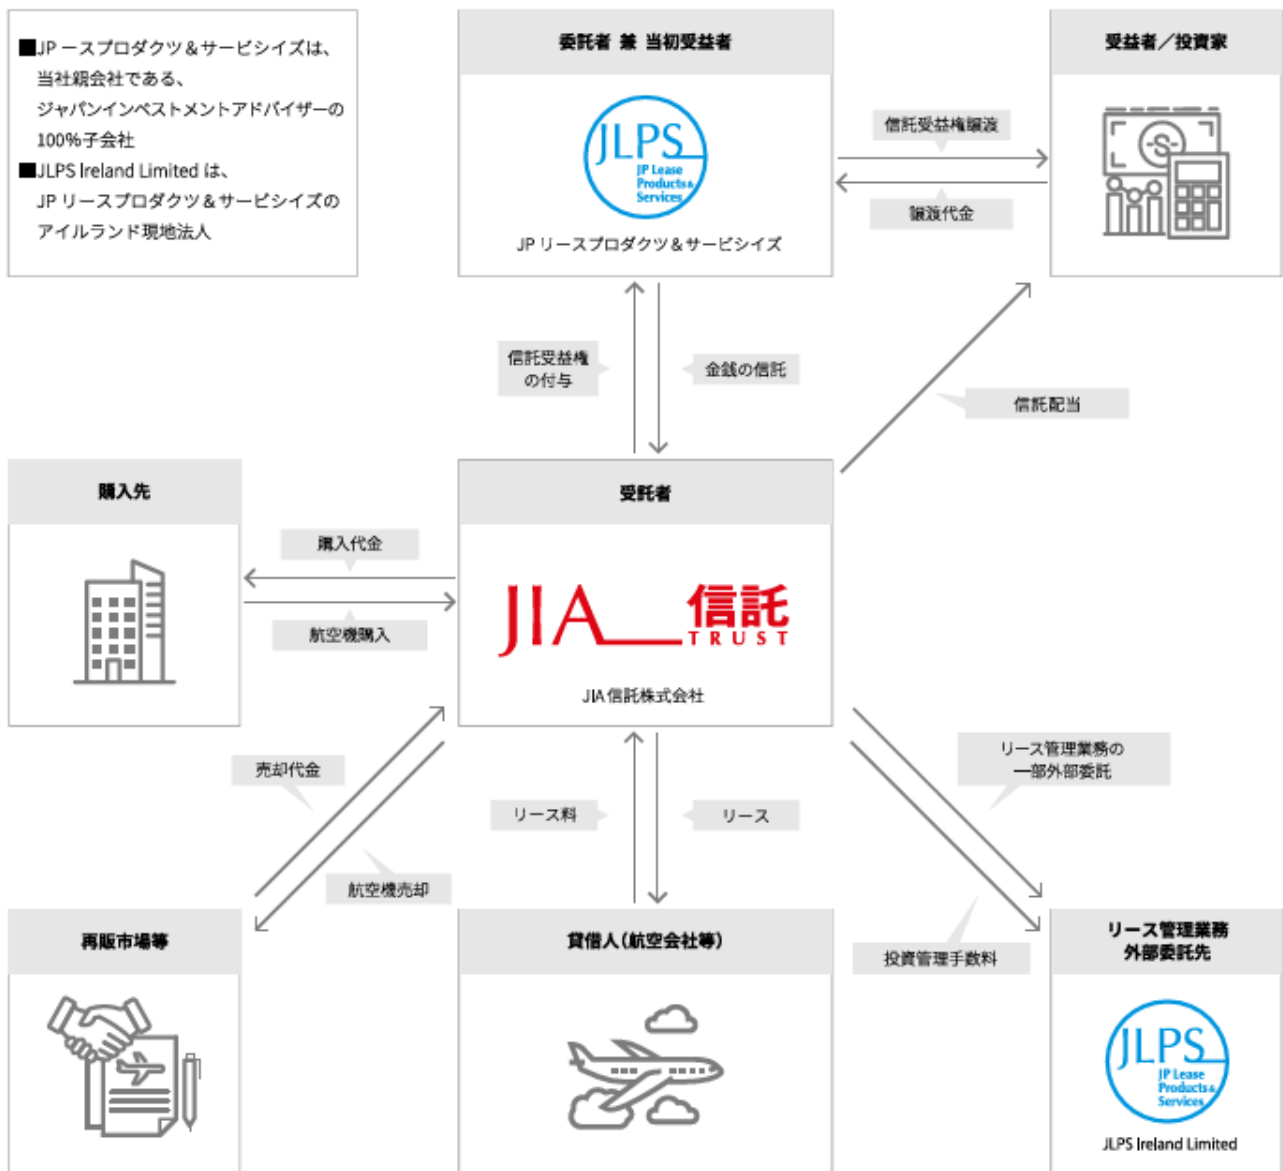 ■JP ースプロダクツ＆サービシイズは、
当社親会社である、
ジャパンインベストメントアドバイザーの
100％子会社
■JLPS Ireland Limited は、
JP リースプロダクツ＆サービシイズの
アイルランド現地法人
委託者 兼 当初受益者
JLPS
JP Lease
Products&
Services
JP リースプロダクツ＆サービシイズ
信託受益権譲渡
譲渡代金
受益者／投資家
信託受益権
の付与
金銭の信託
信託配当
購入先
購入代金
航空機購入
受託者
JIA 信託
TRUST
JIA 信託株式会社
売却代金
航空機売却
リース料
リース
リース管理業務の
一部外部委託
投資管理手数料
再販市場等
貸借人（航空会社等）
リース管理業務
外部委託先
JLPS
JP Lease
Products&
Services
JLPS Ireland Limited